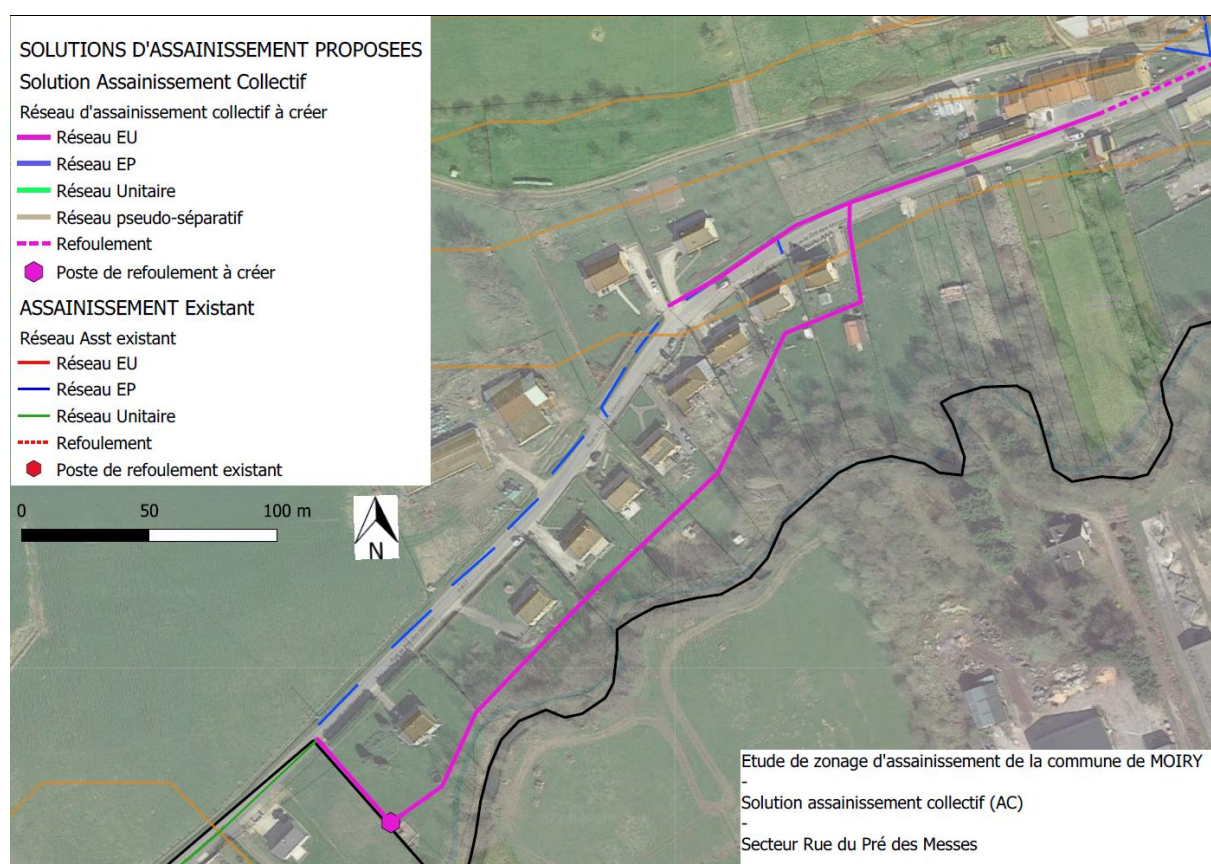 SOLUTIONS D'ASSAINISSEMENT PROPOSEES
Solution Assainissement Collectif
Réseau d'assainissement collectif à créer
Réseau EU
Réseau EP
Réseau Unitaire
Réseau pseudo-séparatif
Refoulement
Poste de refoulement à créer
ASSAINISSEMENT Existant
Réseau Asst existant
Réseau EU
Réseau EP
Réseau Unitaire
Refoulement
Poste de refoulement existant
0 50 100 m
N
Etude de zonage d'assainissement de la commune de MOIRY
-
Solution assainissement collectif (AC)
-
Secteur Rue du Pré des Messes